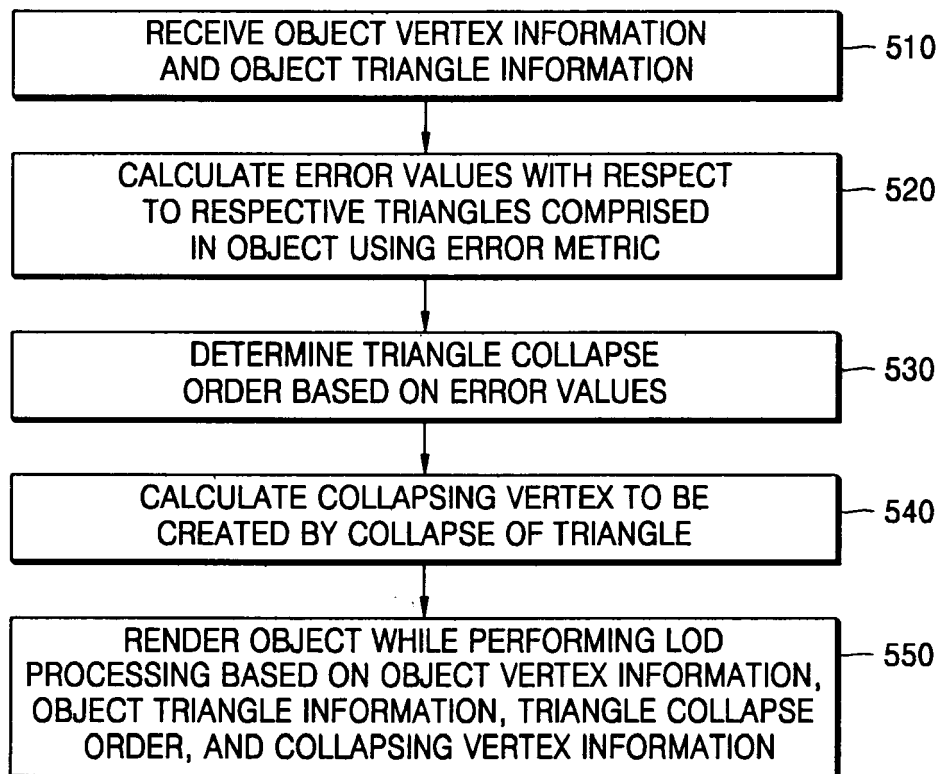 RECEIVE OBJECT VERTEX INFORMATION
AND OBJECT TRIANGLE INFORMATION
510
CALCULATE ERROR VALUES WITH RESPECT
TO RESPECTIVE TRIANGLES COMPRISED
IN OBJECT USING ERROR METRIC
520
DETERMINE TRIANGLE COLLAPSE
ORDER BASED ON ERROR VALUES
530
CALCULATE COLLAPSING VERTEX TO BE
CREATED BY COLLAPSE OF TRIANGLE
540
RENDER OBJECT WHILE PERFORMING LOD
PROCESSING BASED ON OBJECT VERTEX INFORMATION,
OBJECT TRIANGLE INFORMATION, TRIANGLE COLLAPSE
ORDER, AND COLLAPSING VERTEX INFORMATION
550